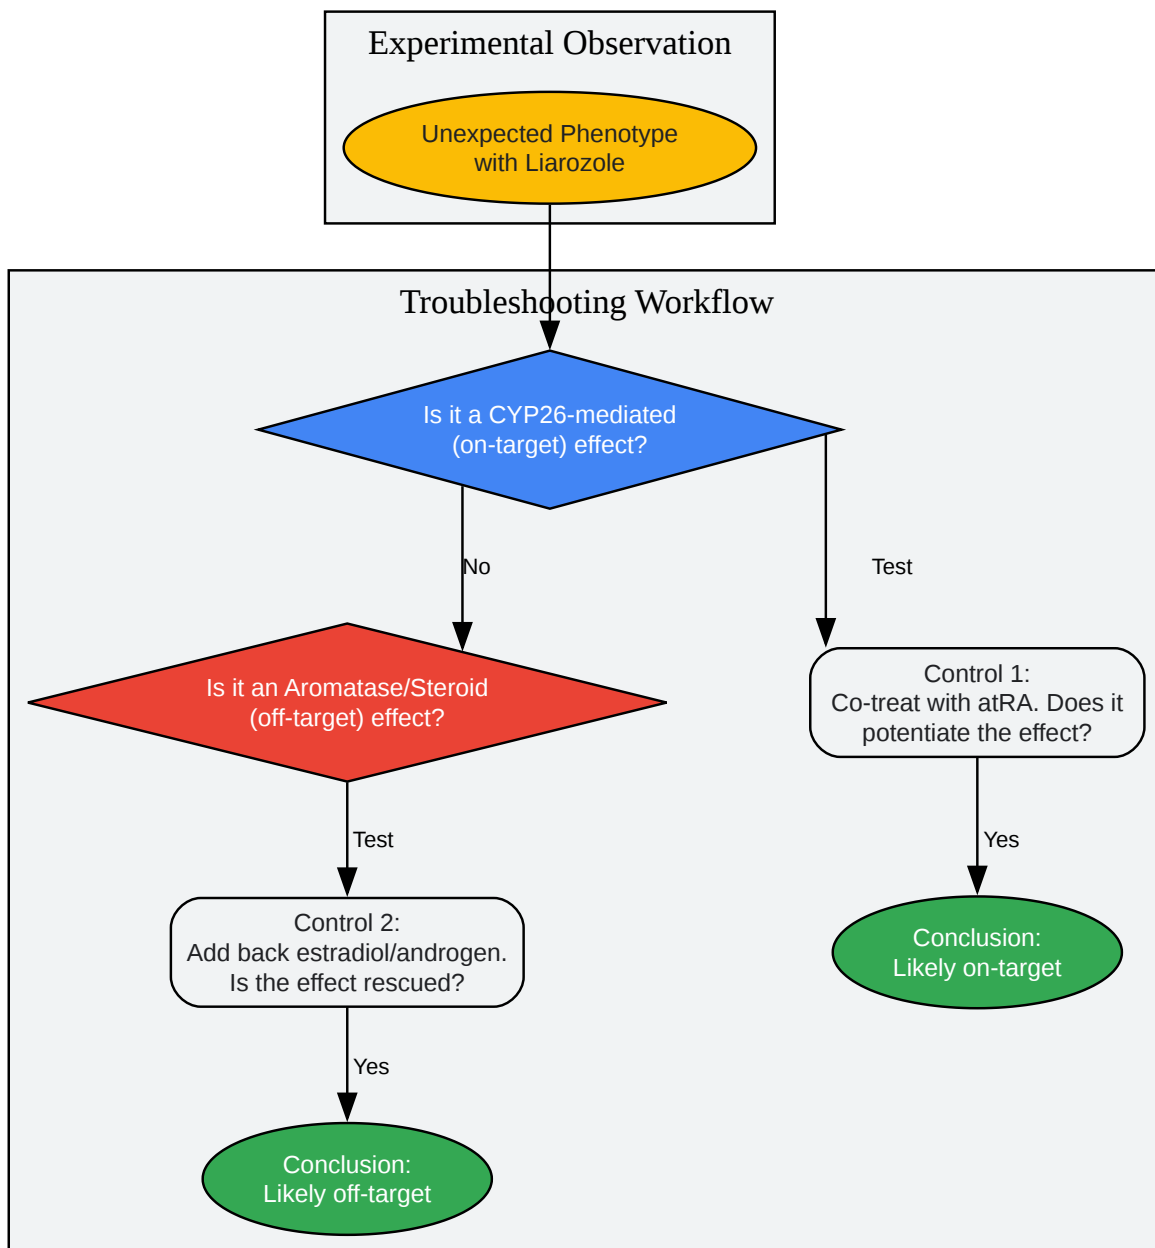 Experimental Observation
Unexpected Phenotype
with Liarozole
Troubleshooting Workflow
Is it a CYP26-mediated
(on-target) effect?
No
Test
Is it an Aromatase/Steroid
(off-target) effect?
Control 1:
Co-treat with atRA. Does it
potentiate the effect?
Test
Yes
Control 2:
Add back estradiol/androgen.
Is the effect rescued?
Conclusion:
Likely on-target
Yes
Conclusion:
Likely off-target